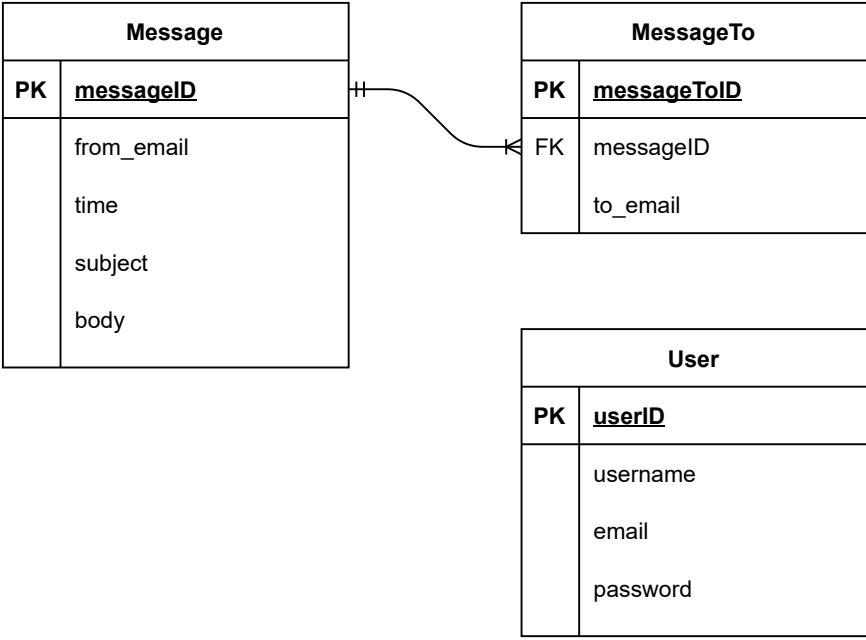 Message
PK messageID
from_email
time
subject
body
MessageTo
PK messageToID
FK messageID
to_email
User
PK userID
username
email
password